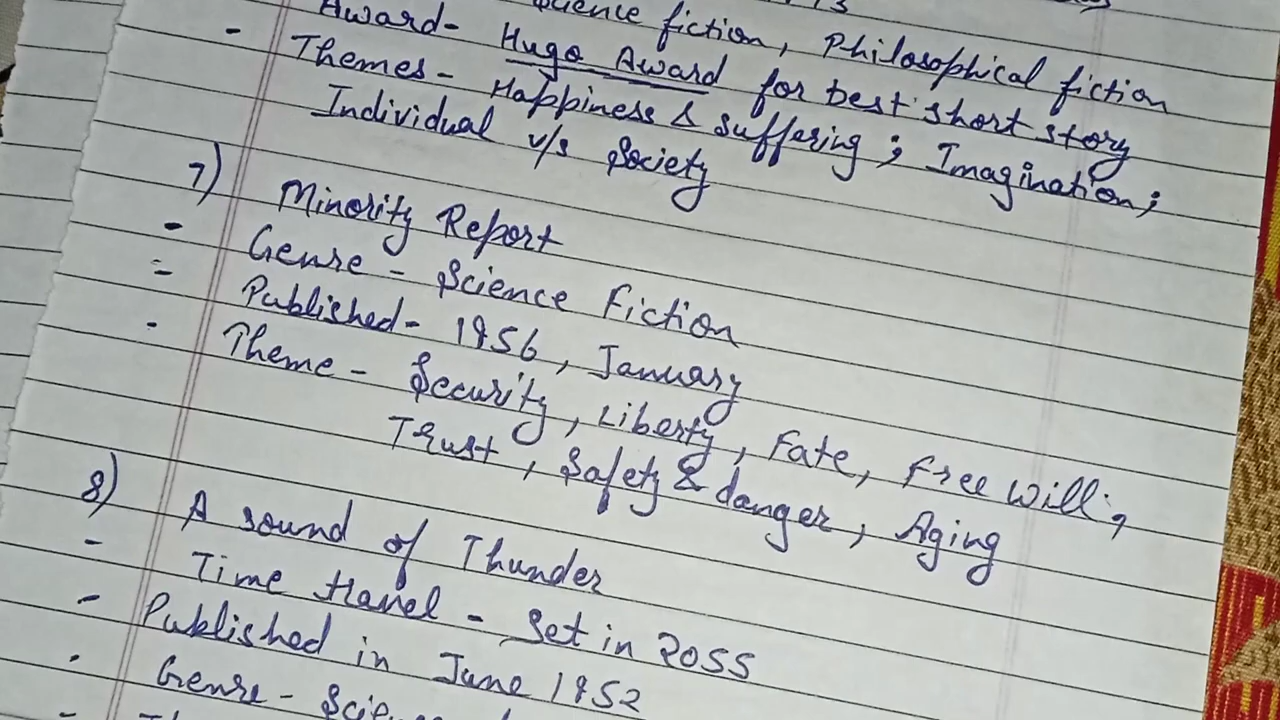 Science fiction, Philosophical fiction
Award- Hugo Award for best short story
- Themes- Happiness & suffering; Imagination;
Individual v/s Society
7) Minority Report
- Genre - Science Fiction
- Published- 1956, January
- Theme - Security, Liberty, Fate, Free will;
Trust, Safety & danger, Aging
8) A sound of Thunder
- Time travel - Set in 2055
- Published in June 1952
- Genre-